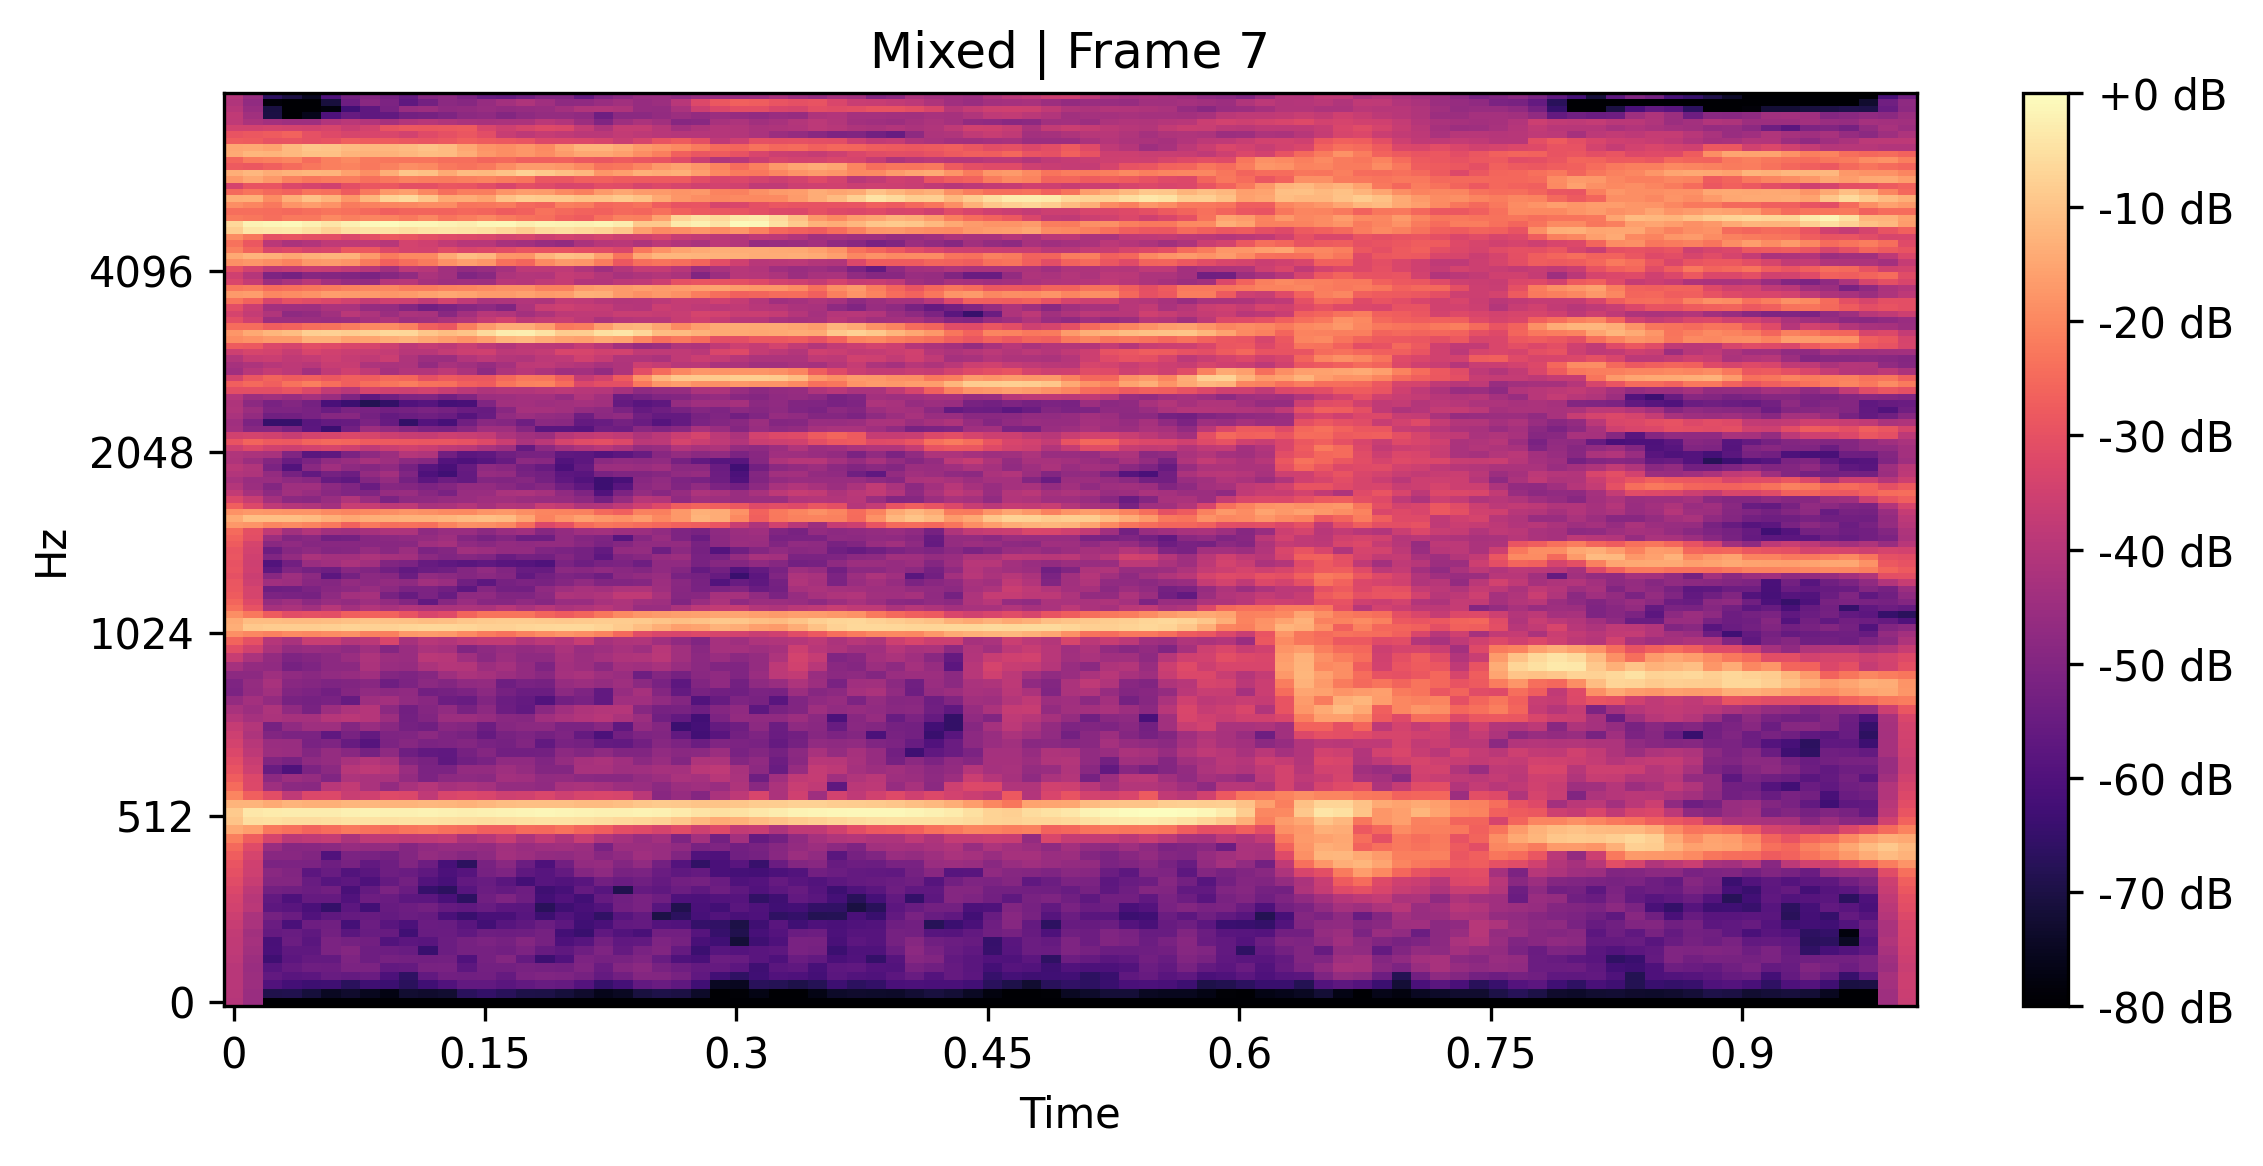 Mixed | Frame 7
+0 dB
-10 dB
-20 dB
-30 dB
-40 dB
-50 dB
-60 dB
-70 dB
-80 dB
4096
2048
1024
512
0
Hz
0 0.15 0.3 0.45 0.6 0.75 0.9
Time